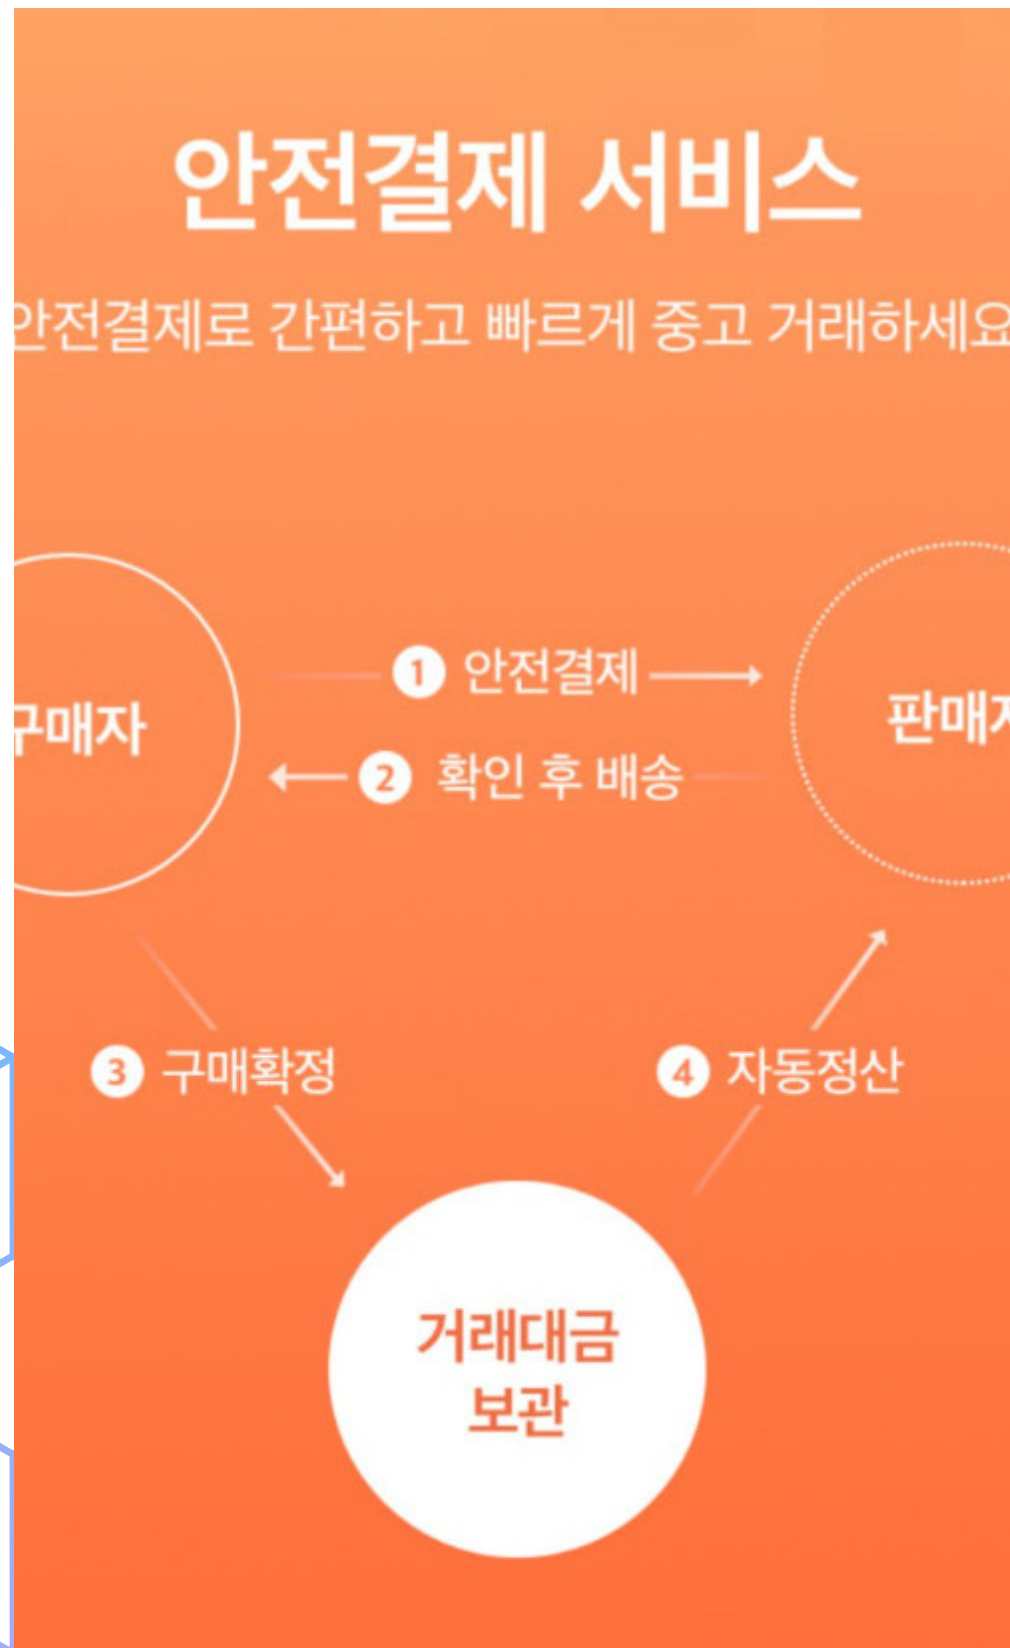 안전결제 서비스
안전결제로 간편하고 빠르게 중고 거래하세요
구매자
1 안전결제
판매자
2 확인 후 배송
3 구매확정
4 자동정산
거래대금
보관